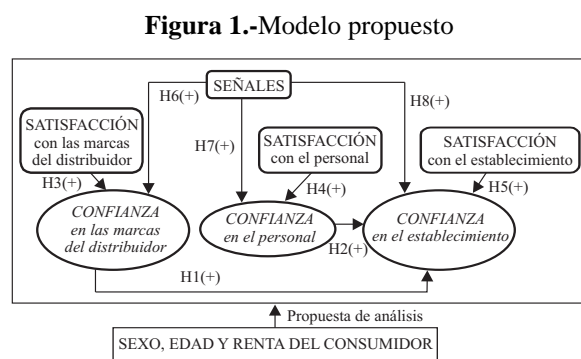 Figura 1.-Modelo propuesto
SEÑALES
H6(+)
H8(+)
H7(+)
SATISFACCIÓN
con las marcas
del distribuidor
SATISFACCIÓN
con el personal
SATISFACCIÓN
con el establecimiento
H3(+)
H4(+)
H5(+)
CONFIANZA
en las marcas
del distribuidor
CONFIANZA
en el personal
CONFIANZA
en el establecimiento
H2(+)
H1(+)
Propuesta de análisis
SEXO, EDAD Y RENTA DEL CONSUMIDOR